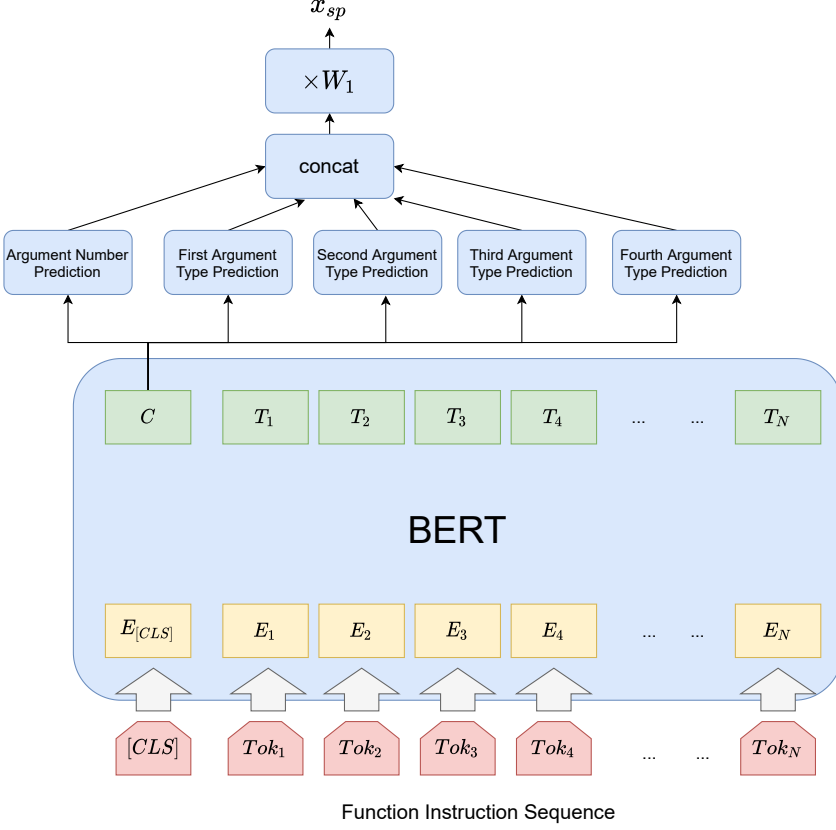 x_{sp}
×W_1
concat
Argument Number
Prediction
First Argument
Type Prediction
Second Argument
Type Prediction
Third Argument
Type Prediction
Fourth Argument
Type Prediction
C T_1 T_2 T_3 T_4 ... ... T_N
BERT
E_{[CLS]} E_1 E_2 E_3 E_4 ... ... E_N
[CLS] Tok_1 Tok_2 Tok_3 Tok_4 ... ... Tok_N
Function Instruction Sequence